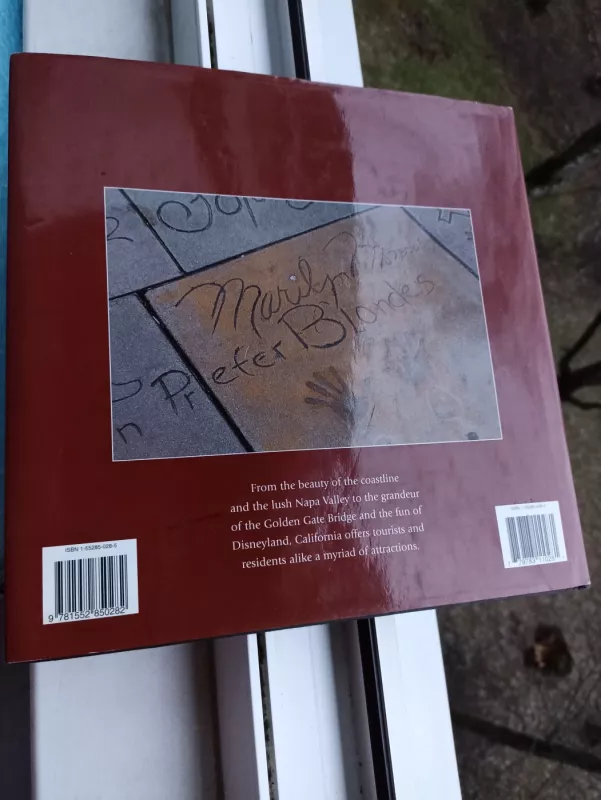 Marilyn Monroe
Prefer Blondes
From the beauty of the coastline
and the lush Napa Valley to the grandeur
of the Golden Gate Bridge and the fun of
Disneyland, California offers tourists and
residents alike a myriad of attractions.
ISBN 1-55285-028-5
9 781552 850282